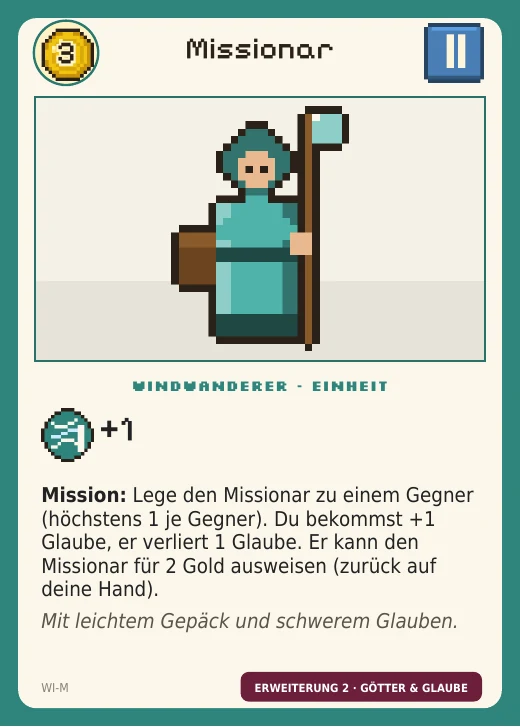 3
Missionar
II
WINDWANDERER - EINHEIT
+1
Mission: Lege den Missionar zu einem Gegner
(höchstens 1 je Gegner). Du bekommst +1
Glaube, er verliert 1 Glaube. Er kann den
Missionar für 2 Gold ausweisen (zurück auf
deine Hand).
Mit leichtem Gepäck und schwerem Glauben.
WI-M
ERWEITERUNG 2 · GÖTTER & GLAUBE